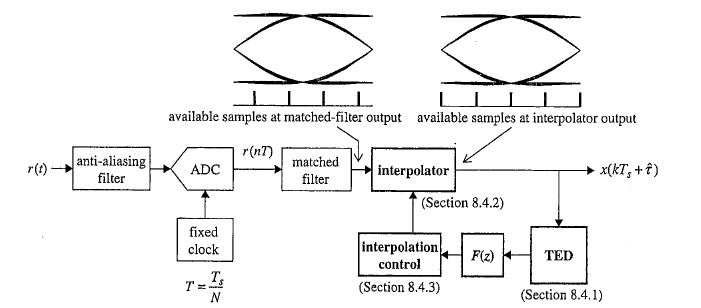 available samples at matched-filter output
available samples at interpolator output
r(t)
anti-aliasing
filter
ADC
r(nT)
matched
filter
interpolator
x(kTₛ + τ̂)
(Section 8.4.2)
fixed
clock
interpolation
control
F(z)
TED
T = Tₛ/N
(Section 8.4.3)
(Section 8.4.1)